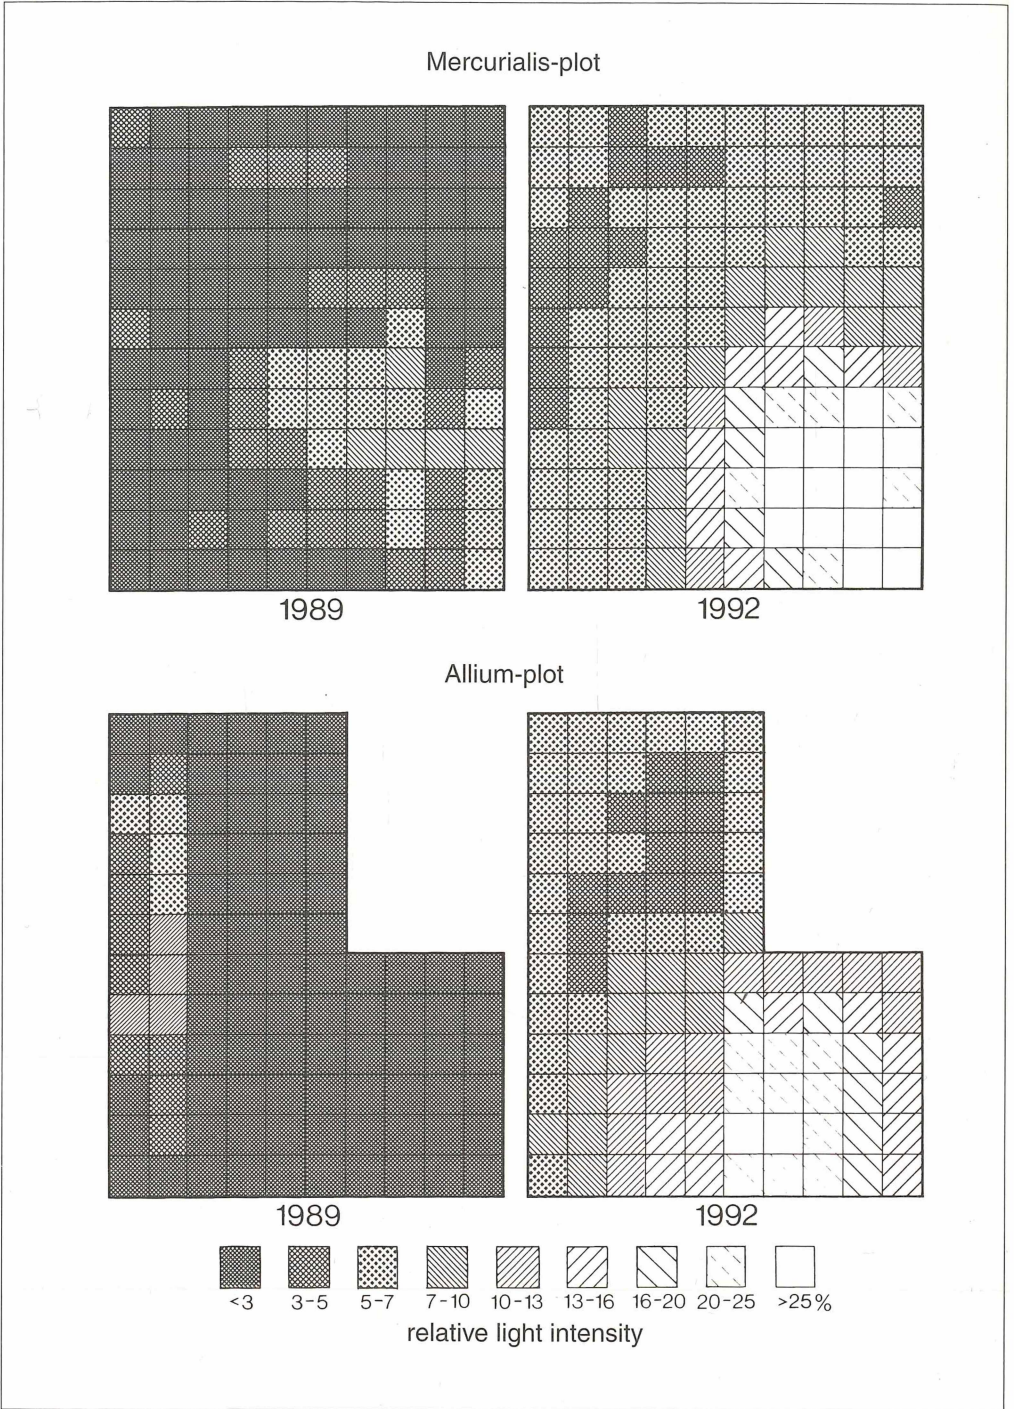 Mercurialis-plot
1989
1992
Allium-plot
1989
1992
<3 3-5 5-7 7-10 10-13 13-16 16-20 20-25 >25%
relative light intensity